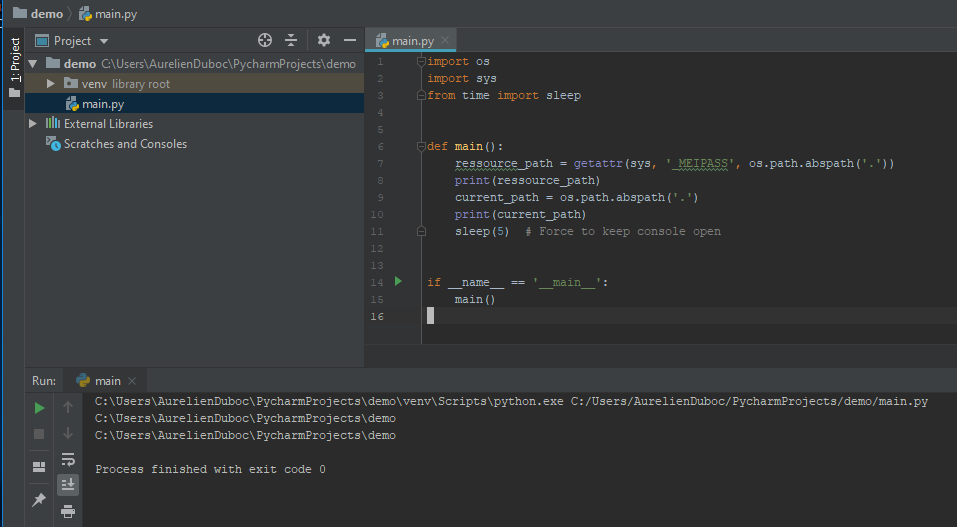 demo main.py
1: Project
Project
demo C:\Users\AurelienDuboc\PycharmProjects\demo
venv library root
main.py
External Libraries
Scratches and Consoles
main.py
1 import os
2 import sys
3 from time import sleep
4
5
6 def main():
7 ressource_path = getattr(sys, '_MEIPASS', os.path.abspath('.'))
8 print(ressource_path)
9 current_path = os.path.abspath('.')
10 print(current_path)
11 sleep(5)  # Force to keep console open
12
13
14 if __name__ == '__main__':
15 main()
16
Run: main
C:\Users\AurelienDuboc\PycharmProjects\demo\venv\Scripts\python.exe C:/Users/AurelienDuboc/PycharmProjects/demo/main.py
C:\Users\AurelienDuboc\PycharmProjects\demo
C:\Users\AurelienDuboc\PycharmProjects\demo
Process finished with exit code 0